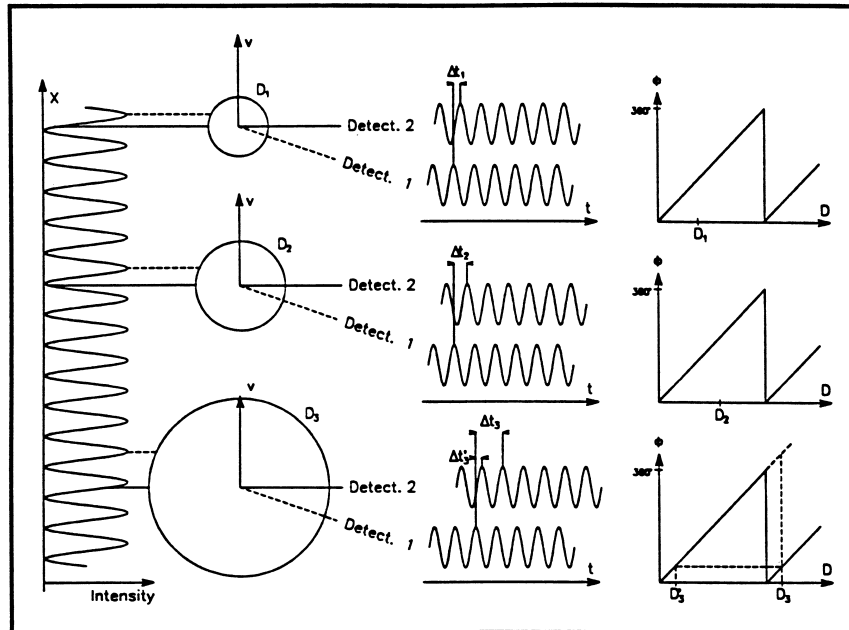 X
v
D₁
Detect. 2
Detect. 1
Δt₁
t
Φ
360°
D₁
D
v
D₂
Detect. 2
Detect. 1
Δt₂
t
Φ
360°
D₂
D
v
D₃
Detect. 2
Detect. 1
Δt₃
Δt₃'
t
Φ
360°
D₃'
D₃
D
Intensity